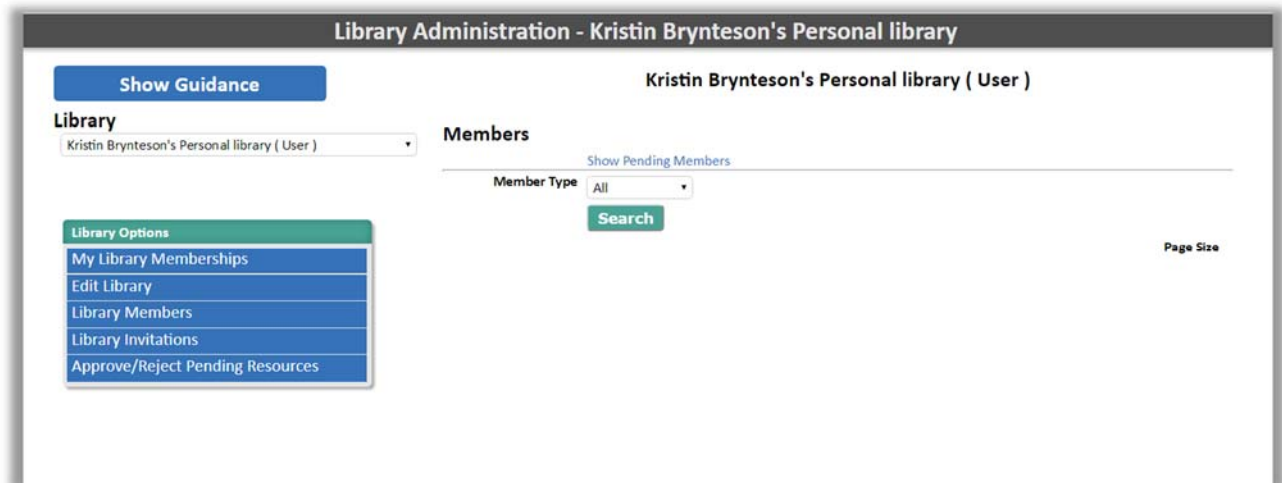 Library Administration - Kristin Brynteson's Personal library
Show Guidance
Kristin Brynteson's Personal library ( User )
Library
Kristin Brynteson's Personal library ( User )
Members
Show Pending Members
Member Type
All
Search
Page Size
Library Options
My Library Memberships
Edit Library
Library Members
Library Invitations
Approve/Reject Pending Resources